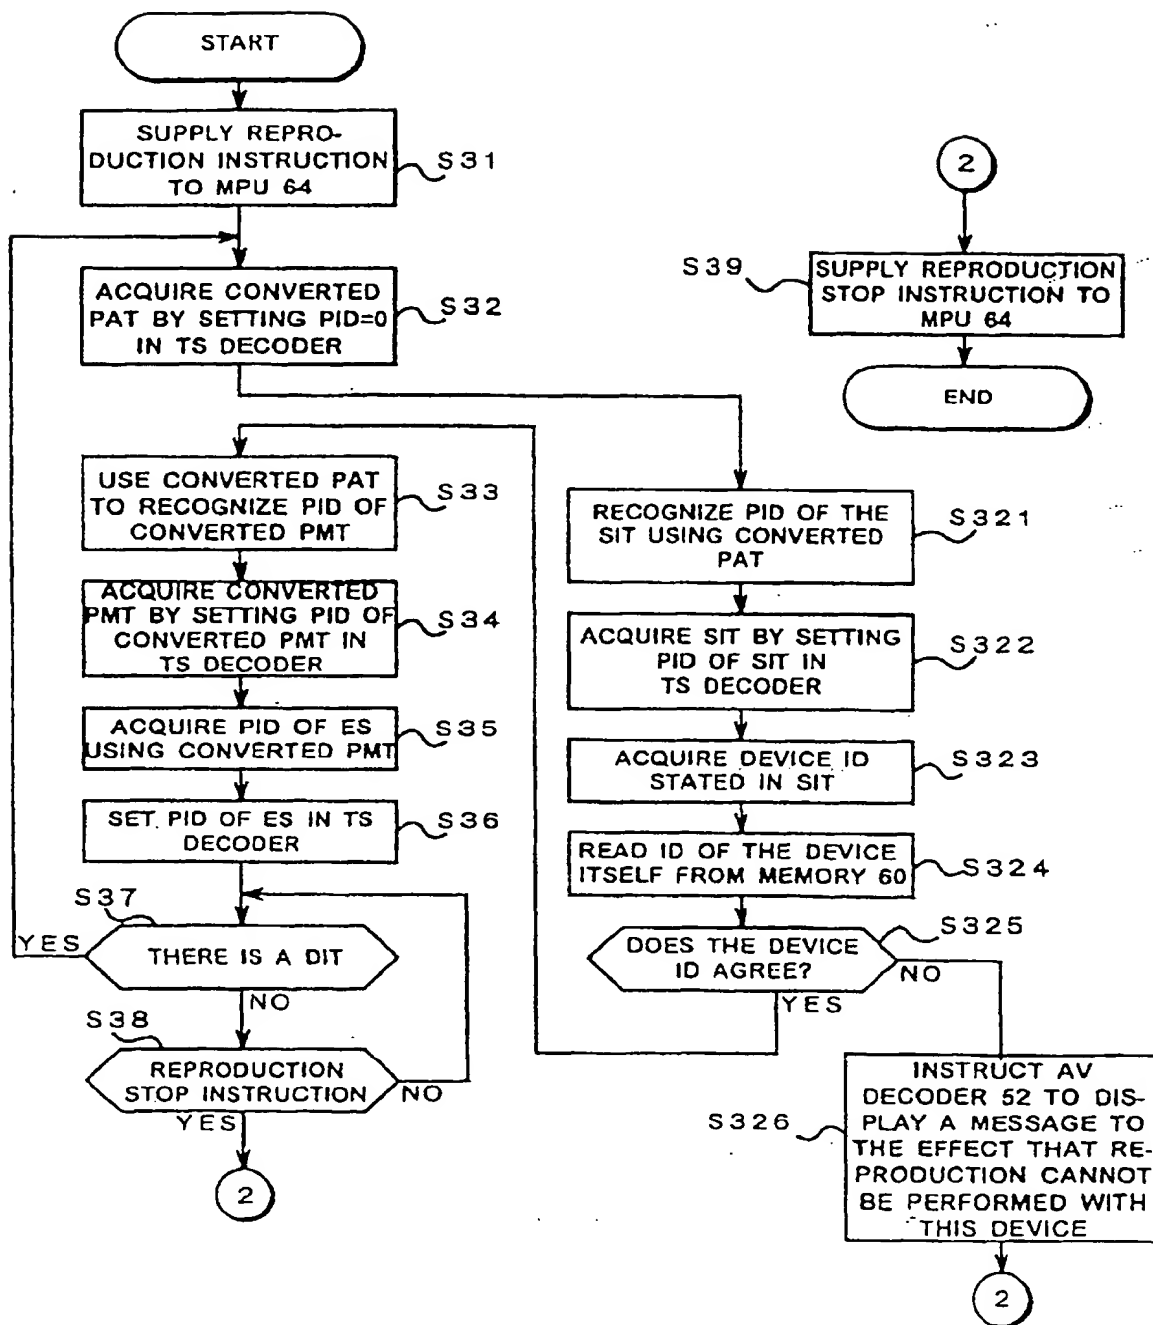 START
SUPPLY REPRO-
DUCTION INSTRUCTION
TO MPU 64
S31
ACQUIRE CONVERTED
PAT BY SETTING PID=0
IN TS DECODER
S32
USE CONVERTED PAT
TO RECOGNIZE PID OF
CONVERTED PMT
S33
ACQUIRE CONVERTED
PMT BY SETTING PID OF
CONVERTED PMT IN
TS DECODER
S34
ACQUIRE PID OF ES
USING CONVERTED PMT
S35
SET PID OF ES IN TS
DECODER
S36
S37
THERE IS A DIT
YES
NO
S38
REPRODUCTION
STOP INSTRUCTION
NO
YES
2
2
S39
SUPPLY REPRODUCTION
STOP INSTRUCTION TO
MPU 64
END
RECOGNIZE PID OF THE
SIT USING CONVERTED
PAT
S321
ACQUIRE SIT BY SETTING
PID OF SIT IN
TS DECODER
S322
ACQUIRE DEVICE ID
STATED IN SIT
S323
READ ID OF THE DEVICE
ITSELF FROM MEMORY 60
S324
S325
DOES THE DEVICE
ID AGREE?
NO
YES
S326
INSTRUCT AV
DECODER 52 TO DIS-
PLAY A MESSAGE TO
THE EFFECT THAT RE-
PRODUCTION CANNOT
BE PERFORMED WITH
THIS DEVICE
2